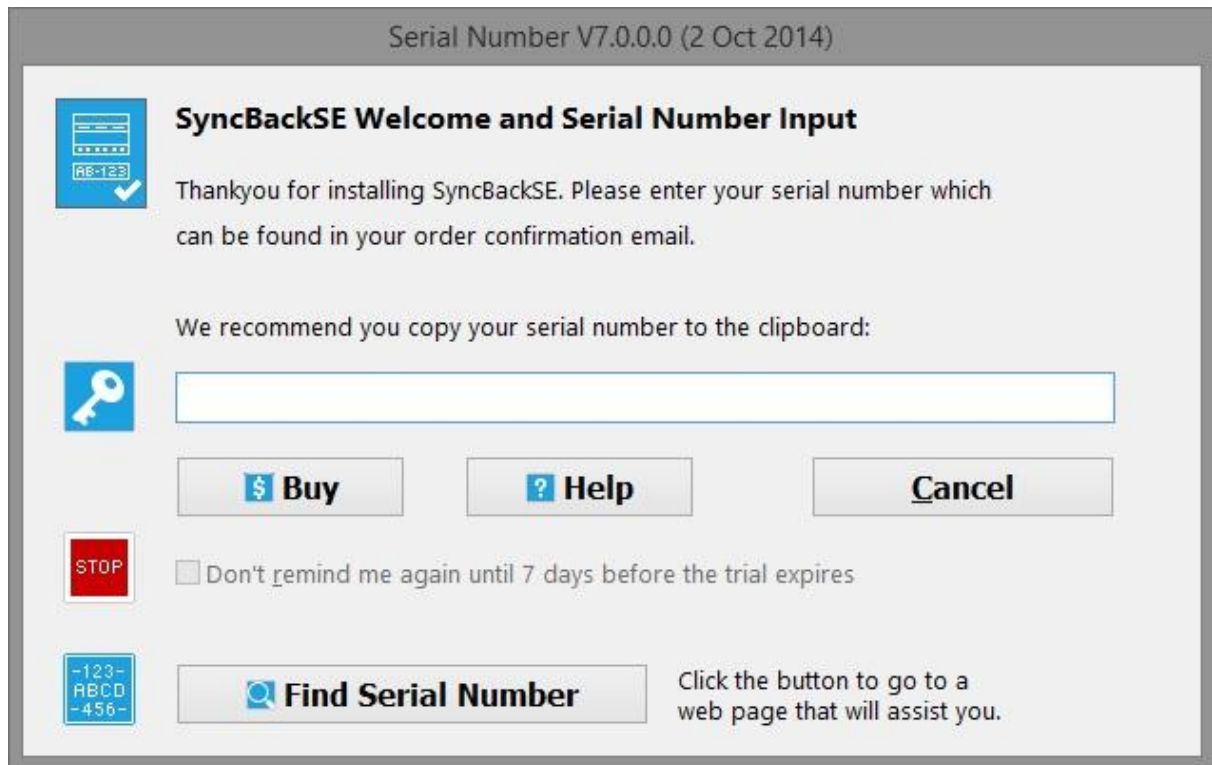 Serial Number V7.0.0.0 (2 Oct 2014)
SyncBackSE Welcome and Serial Number Input
AB-123
Thankyou for installing SyncBackSE. Please enter your serial number which
can be found in your order confirmation email.
We recommend you copy your serial number to the clipboard:
$ Buy
? Help
Cancel
STOP
Don't remind me again until 7 days before the trial expires
-123-
ABCD
-456-
Find Serial Number
Click the button to go to a
web page that will assist you.